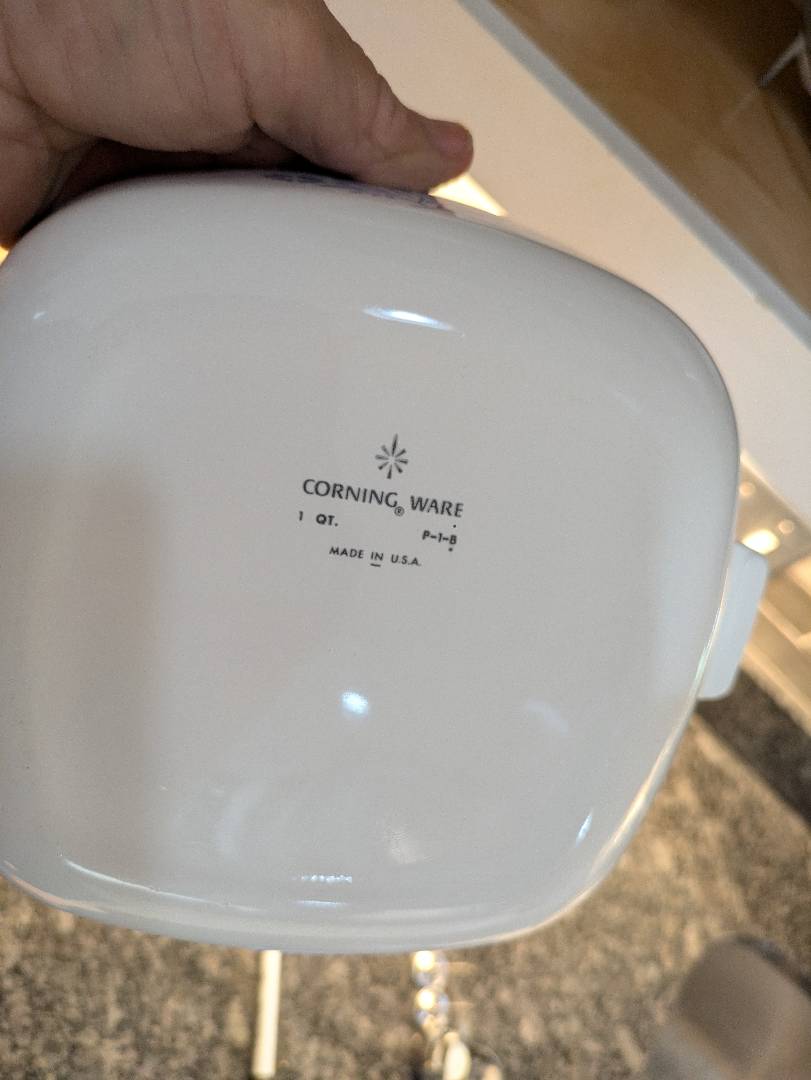 CORNING® WARE
1 QT. P-1-B
MADE IN U.S.A.